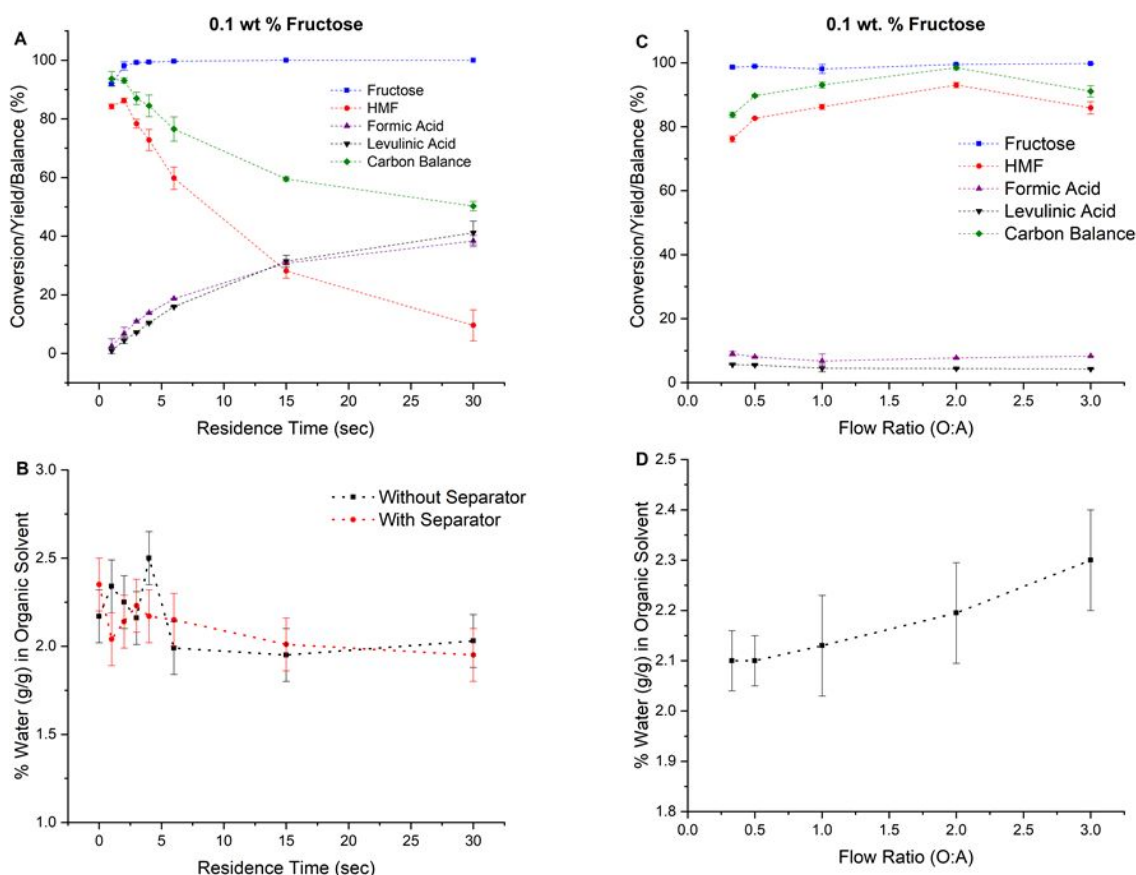 0.1 wt % Fructose
A
Conversion/Yield/Balance (%)
100
80
60
40
20
0
Fructose
HMF
Formic Acid
Levulinic Acid
Carbon Balance
0 5 10 15 20 25 30
Residence Time (sec)
0.1 wt. % Fructose
C
Conversion/Yield/Balance (%)
100
80
60
40
20
0
Fructose
HMF
Formic Acid
Levulinic Acid
Carbon Balance
0.0 0.5 1.0 1.5 2.0 2.5 3.0
Flow Ratio (O:A)
B
% Water (g/g) in Organic Solvent
3.0
2.5
2.0
1.5
1.0
Without Separator
With Separator
0 5 10 15 20 25 30
Residence Time (sec)
D
% Water (g/g) in Organic Solvent
2.5
2.4
2.3
2.2
2.1
2.0
1.9
1.8
0.0 0.5 1.0 1.5 2.0 2.5 3.0
Flow Ratio (O:A)